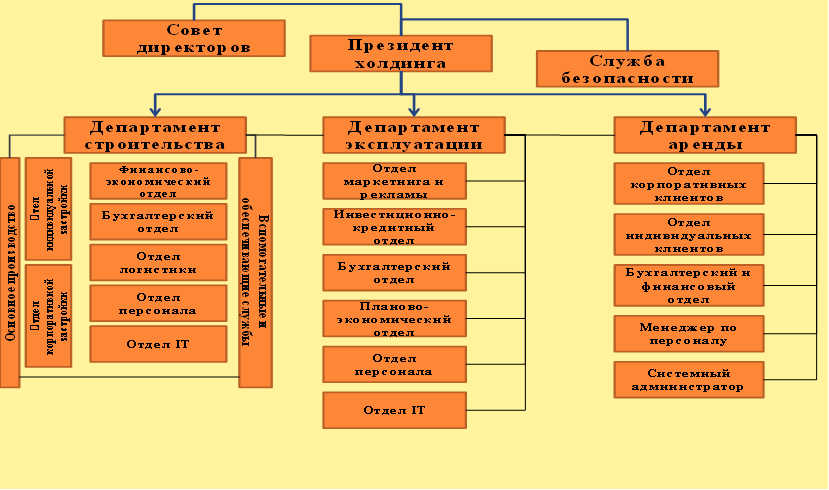 Совет
директоров
Президент
холдинга
Служба
безопасности
Департамент
строительства
Департамент
эксплуатации
Департамент
аренды
Основное производство
Отдел
индивидуальной
застройки
Отдел
корпоративной
застройки
Финансово-
экономический
отдел
Бухгалтерский
отдел
Отдел
логистики
Отдел
персонала
Отдел IT
Вспомогательные и
обеспечивающие службы
Отдел
маркетинга и
рекламы
Инвестиционно-
кредитный
отдел
Бухгалтерский
отдел
Планово-
экономический
отдел
Отдел
персонала
Отдел IT
Отдел
корпоративных
клиентов
Отдел
индивидуальных
клиентов
Бухгалтерский и
финансовый
отдел
Менеджер по
персоналу
Системный
администратор